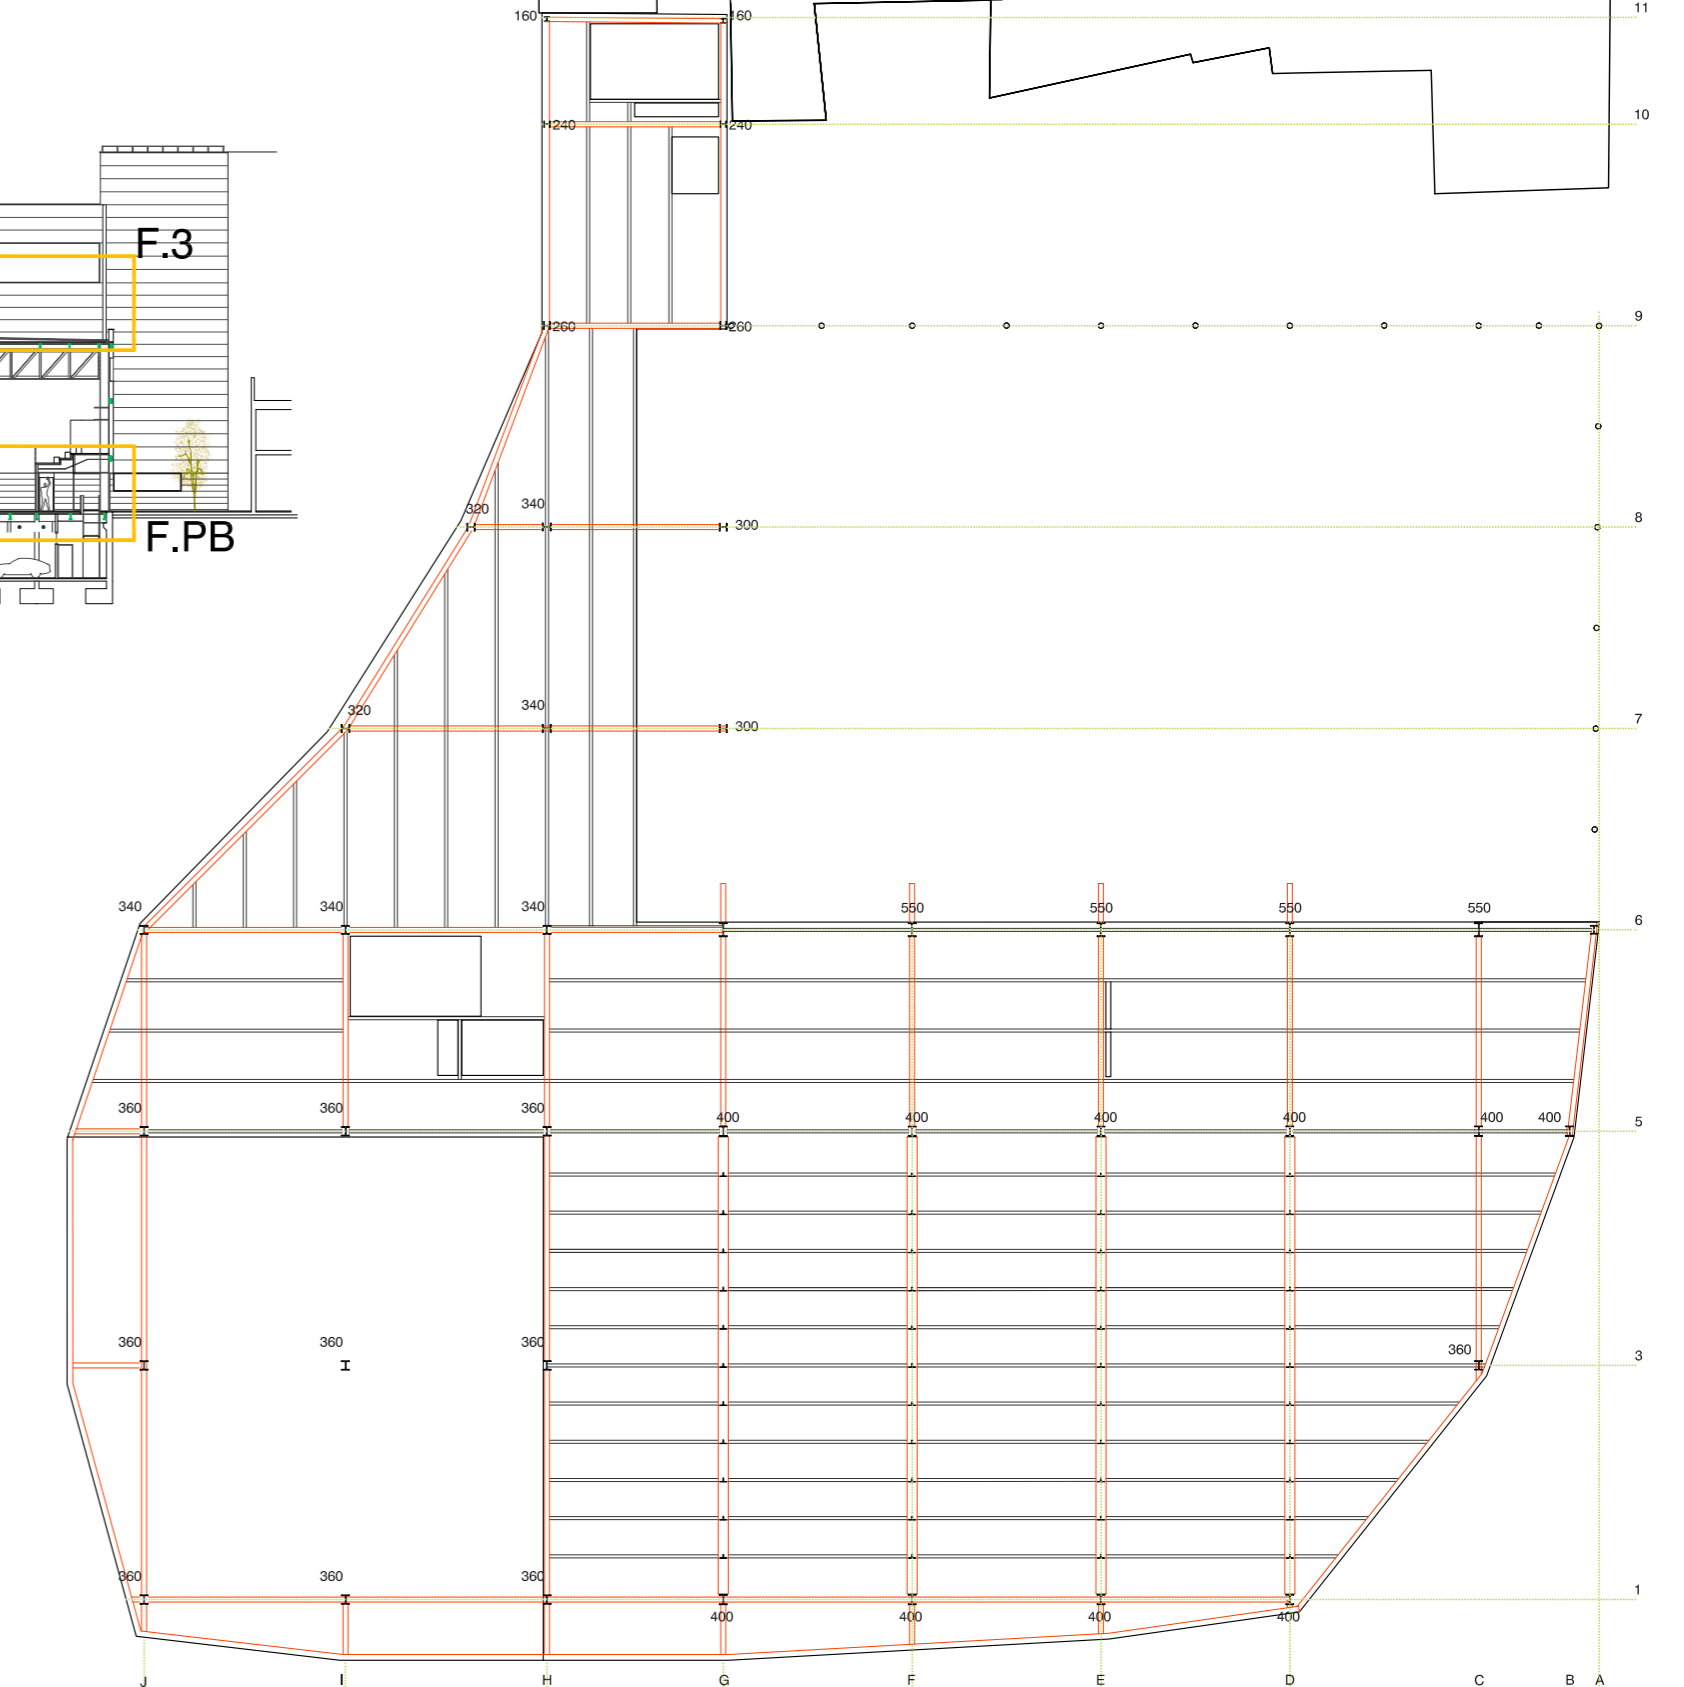 160 160 11
240 240 10
F.3
260 260 9
320 340 300 8
F.PB
320 340 300 7
340 340 340 550 550 550 550 6
360 360 360 400 400 400 400 400 400 5
360 360 360 360 3
360 360 360 1
400 400 400 400
J I H G F E D C B A